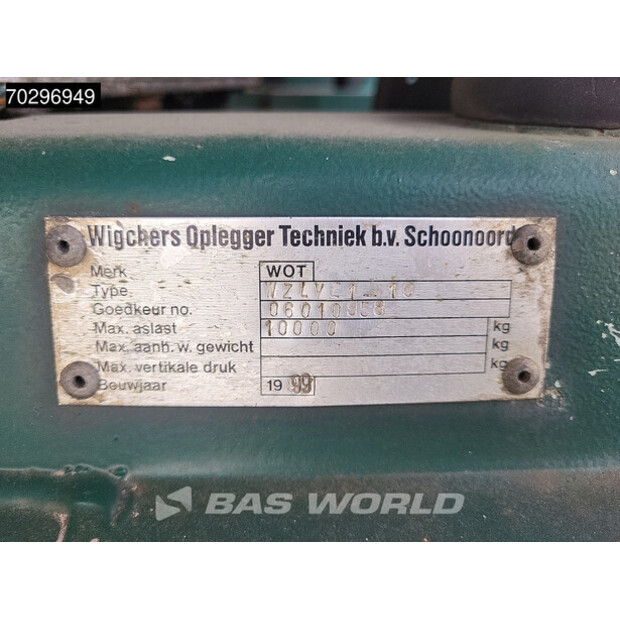 70296949
Wigchers Oplegger Techniek b.v. Schoonoord
Merk WOT
Type
Goedkeur no.
Max. aslast 10000 kg
Max. aanh. w. gewicht kg
Max. vertikale druk kg
Bouwjaar 1999
BAS WORLD